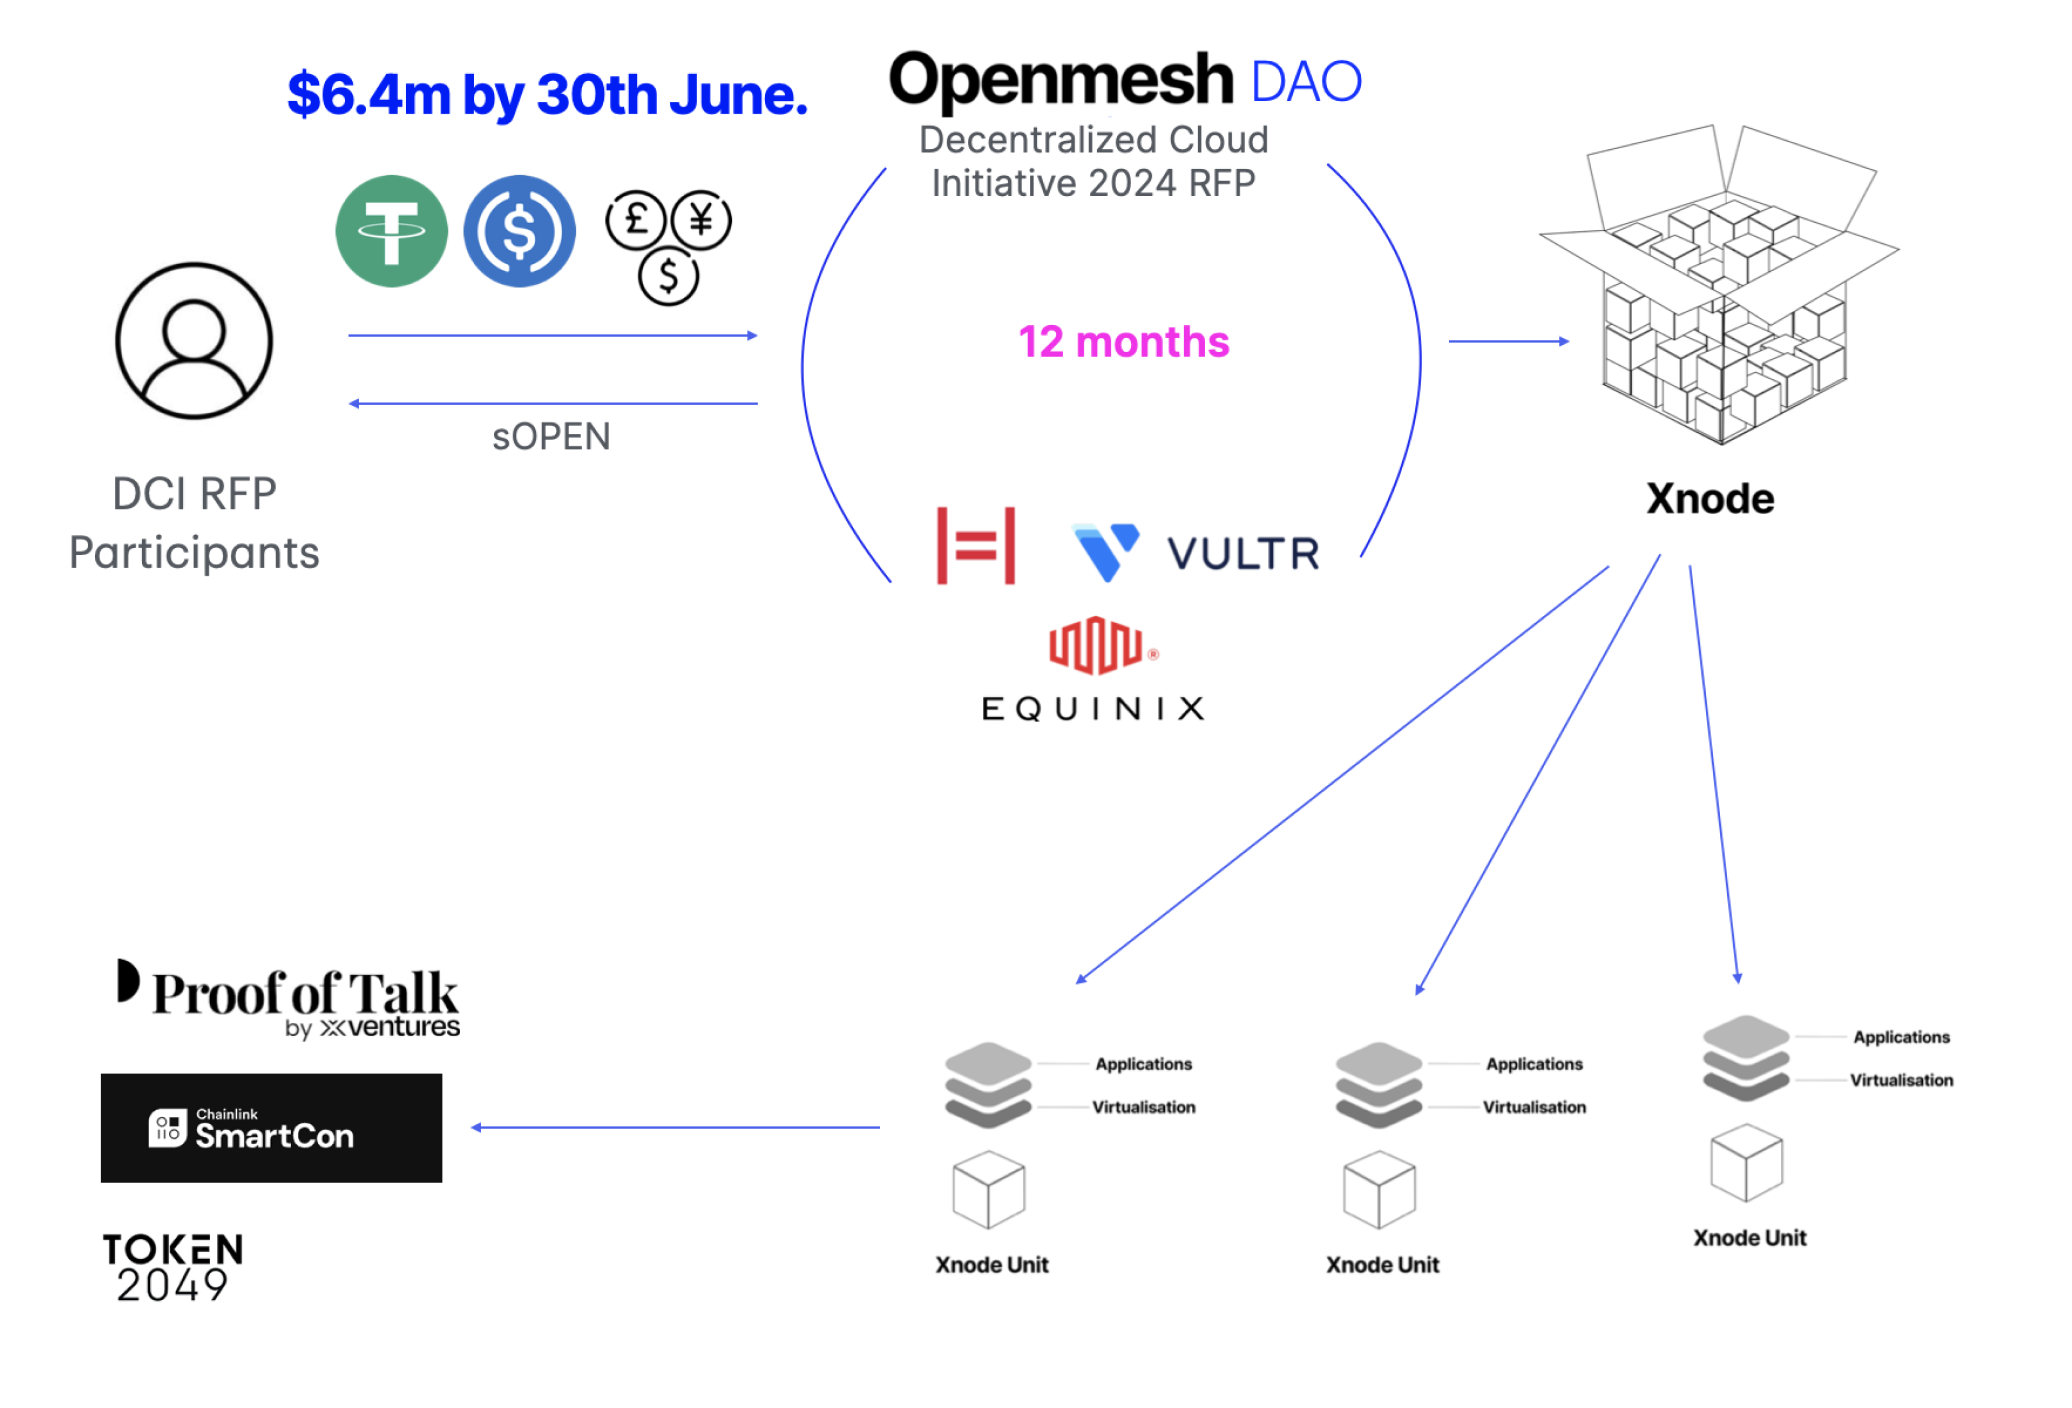 $6.4m by 30th June.
Openmesh DAO
Decentralized Cloud
Initiative 2024 RFP
12 months
sOPEN
DCI RFP
Participants
Xnode
VULTR
EQUINIX
Proof of Talk
by xventures
Chainlink
SmartCon
TOKEN
2049
Applications
Virtualisation
Xnode Unit
Applications
Virtualisation
Xnode Unit
Applications
Virtualisation
Xnode Unit